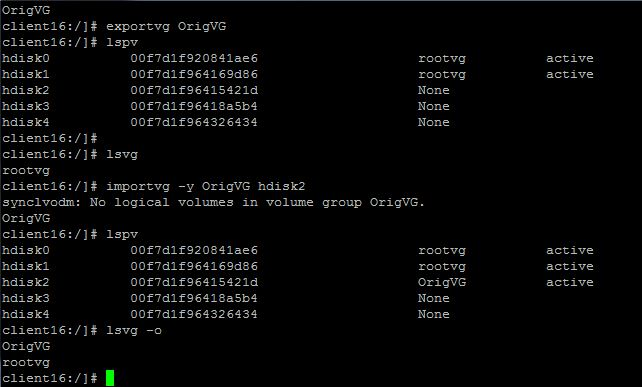 OrigVG
client16:/]# exportvg OrigVG
client16:/]# lspv
hdisk0 00f7d1f920841ae6 rootvg active
hdisk1 00f7d1f964169d86 rootvg active
hdisk2 00f7d1f96415421d None
hdisk3 00f7d1f96418a5b4 None
hdisk4 00f7d1f964326434 None
client16:/]#
client16:/]# lsvg
rootvg
client16:/]# importvg -y OrigVG hdisk2
synclvodm: No logical volumes in volume group OrigVG.
OrigVG
client16:/]# lspv
hdisk0 00f7d1f920841ae6 rootvg active
hdisk1 00f7d1f964169d86 rootvg active
hdisk2 00f7d1f96415421d OrigVG active
hdisk3 00f7d1f96418a5b4 None
hdisk4 00f7d1f964326434 None
client16:/]# lsvg -o
OrigVG
rootvg
client16:/]#